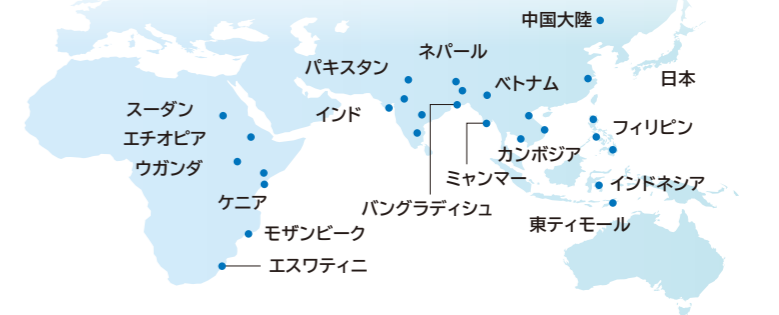 中国大陸
ネパール
パキスタン
ベトナム
日本
スーダン
インド
エチオピア
フィリピン
ウガンダ
カンボジア
ミャンマー
インドネシア
ケニア
バングラディシュ
東ティモール
モザンビーク
エスワティニ